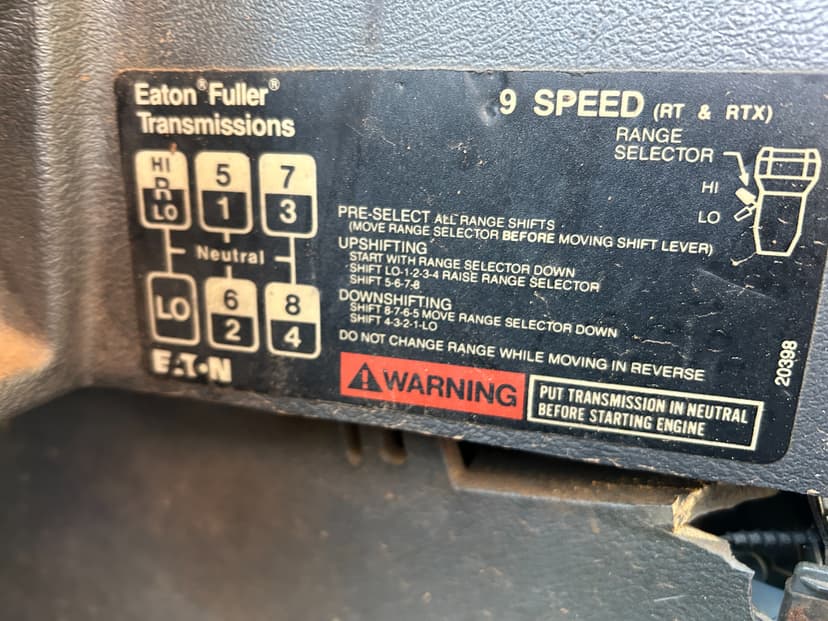 Eaton® Fuller®
Transmissions
9 SPEED (RT & RTX)
RANGE
SELECTOR
HI
LO
HI
R
LO
5
1
7
3
Neutral
LO
6
2
8
4
EATON
PRE-SELECT ALL RANGE SHIFTS
(MOVE RANGE SELECTOR BEFORE MOVING SHIFT LEVER)
UPSHIFTING
START WITH RANGE SELECTOR DOWN
SHIFT LO-1-2-3-4 RAISE RANGE SELECTOR
SHIFT 5-6-7-8
DOWNSHIFTING
SHIFT 8-7-6-5 MOVE RANGE SELECTOR DOWN
SHIFT 4-3-2-1-LO
DO NOT CHANGE RANGE WHILE MOVING IN REVERSE
WARNING
PUT TRANSMISSION IN NEUTRAL
BEFORE STARTING ENGINE
20398